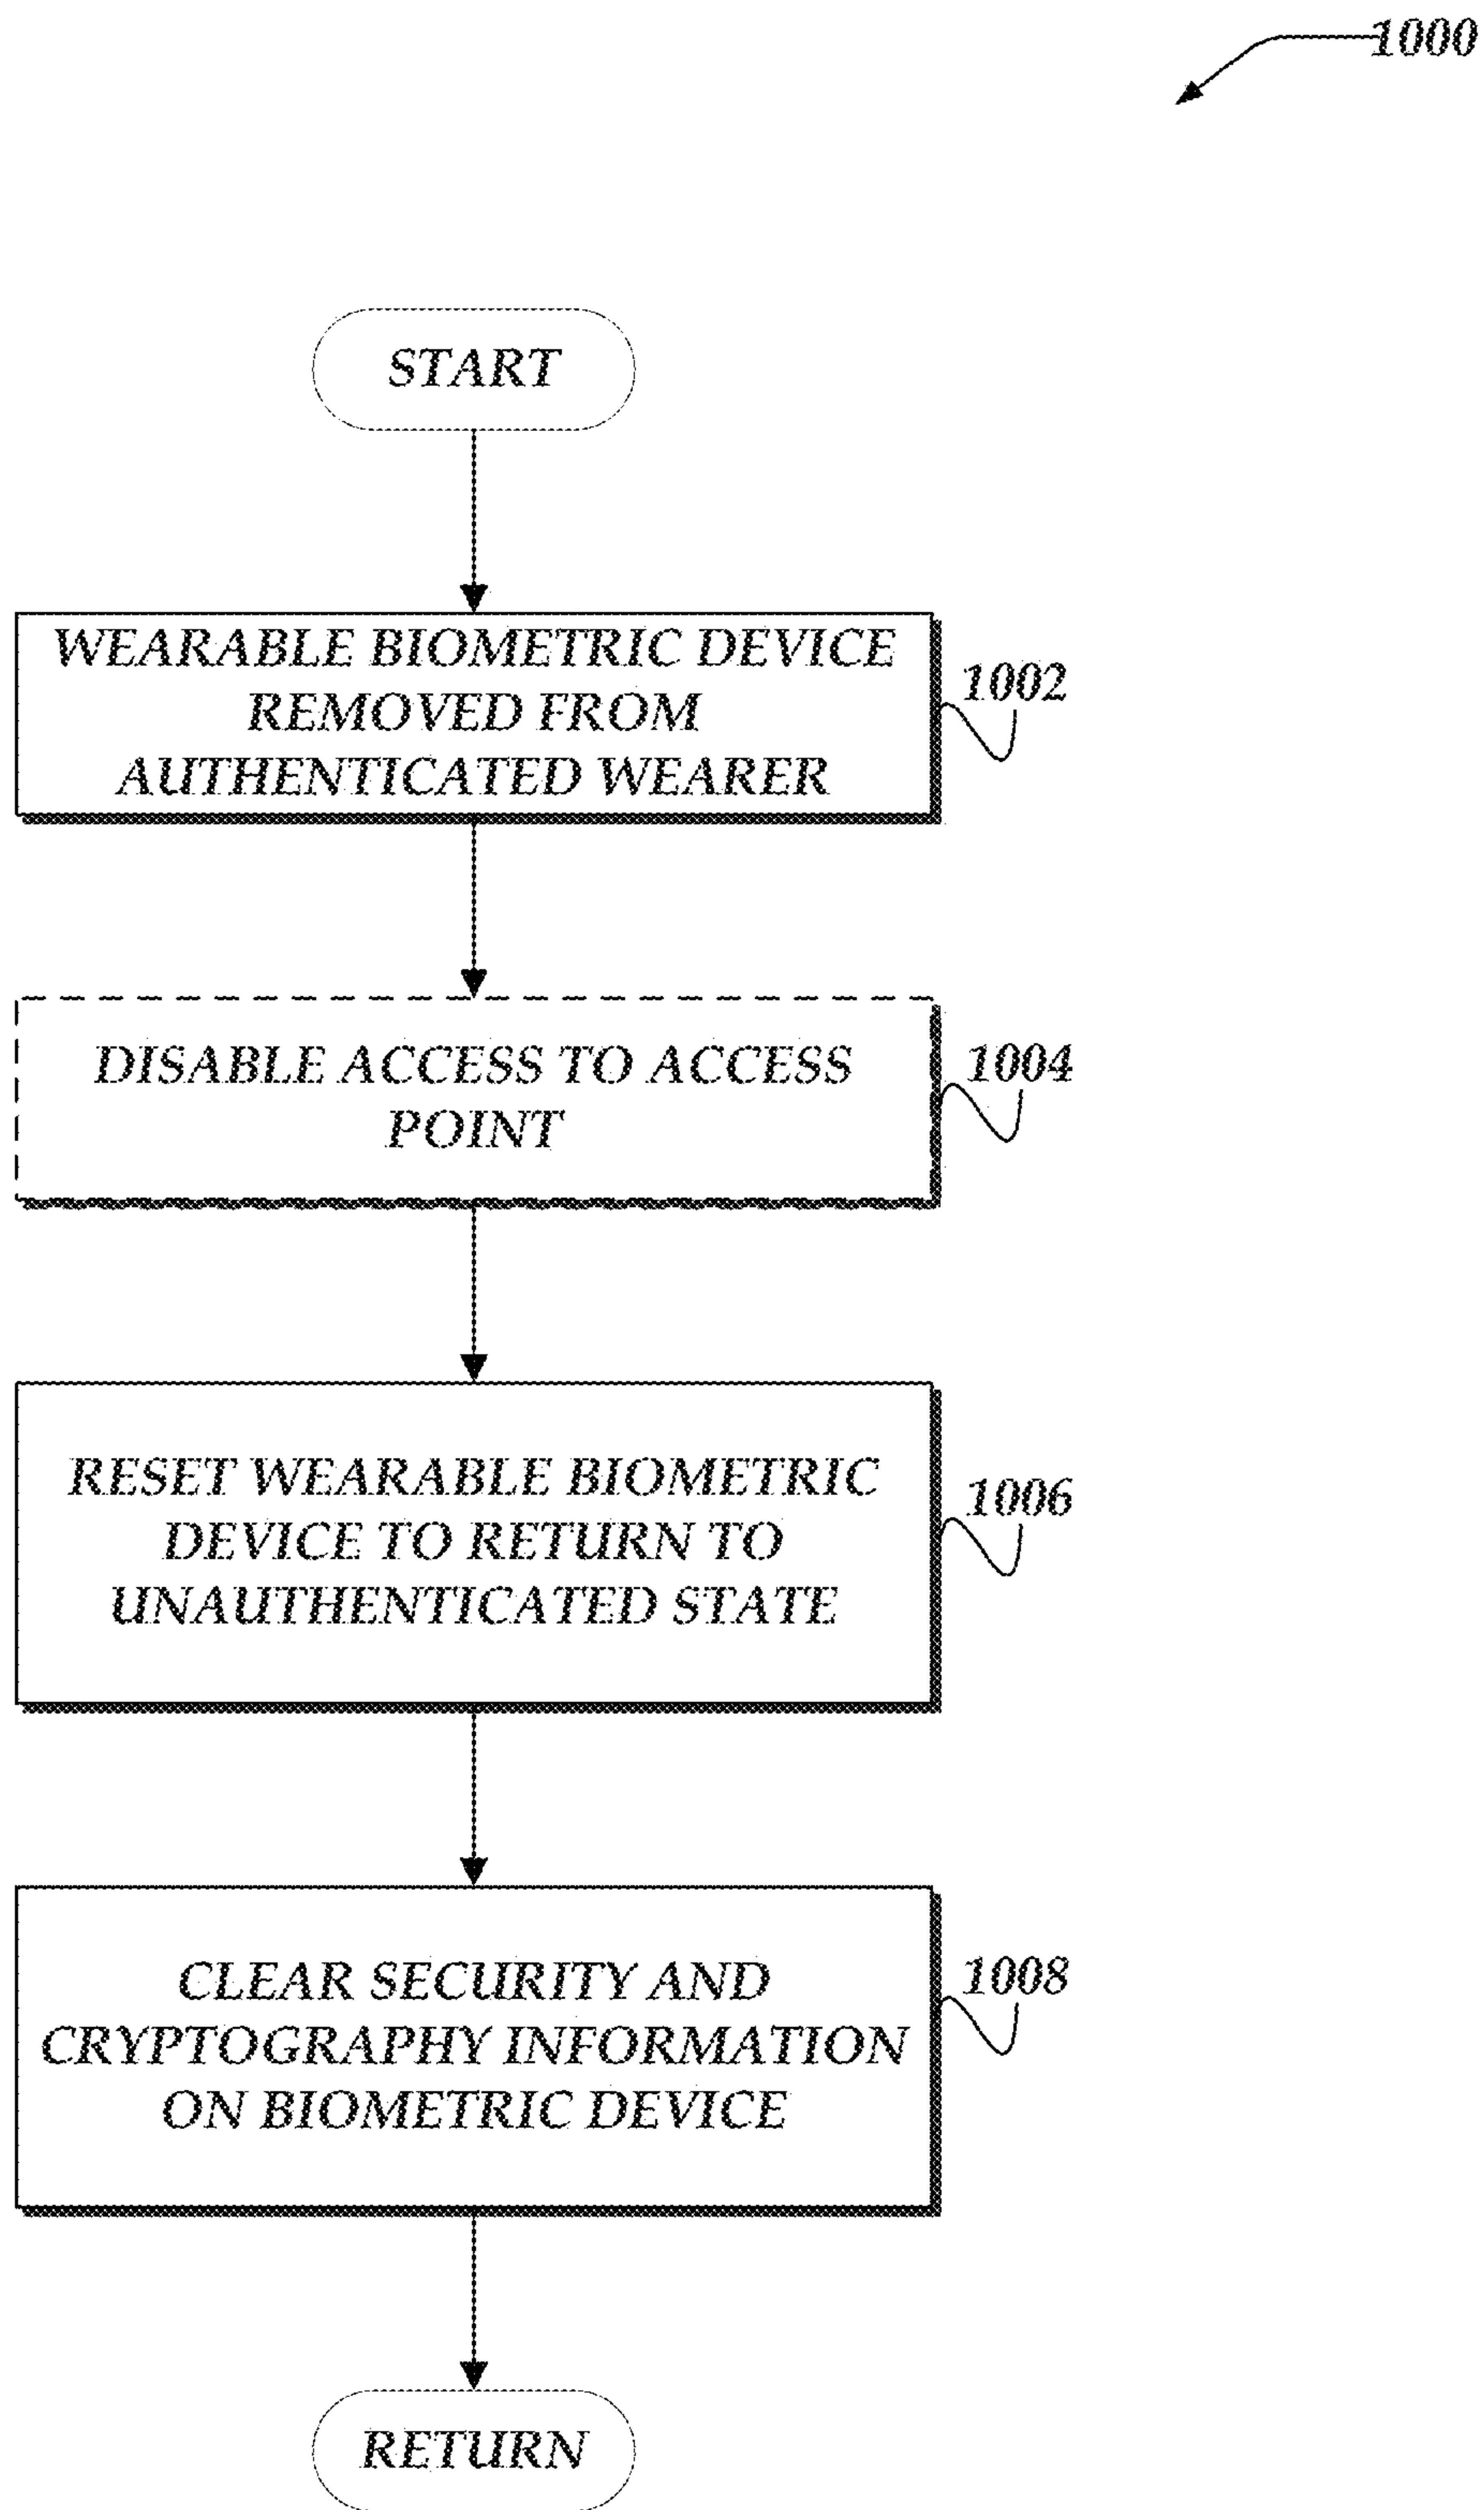 1000
START
WEARABLE BIOMETRIC DEVICE
REMOVED FROM
AUTHENTICATED WEARER
1002
DISABLE ACCESS TO ACCESS
POINT
1004
RESET WEARABLE BIOMETRIC
DEVICE TO RETURN TO
UNAUTHENTICATED STATE
1006
CLEAR SECURITY AND
CRYPTOGRAPHY INFORMATION
ON BIOMETRIC DEVICE
1008
RETURN